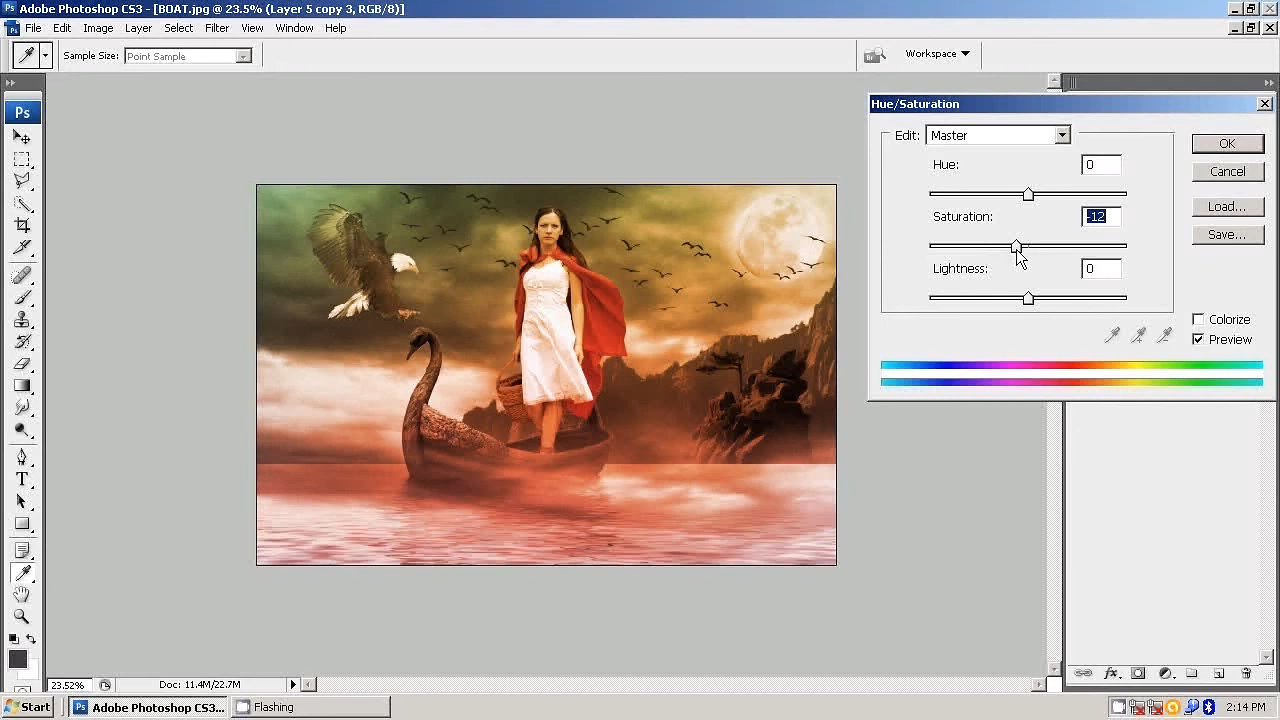 Adobe Photoshop CS3 - [BOAT.jpg @ 23.5% (Layer 5 copy 3, RGB/8)]
File Edit Image Layer Select Filter View Window Help
Sample Size: Point Sample Workspace
Ps
Hue/Saturation
Edit: Master
OK
Hue: 0
Cancel
Load...
Saturation: -12
Save...
Lightness: 0
Colorize
Preview
23.52% Doc: 11.4M/22.7M
Start Adobe Photoshop CS3... Flashing 2:14 PM